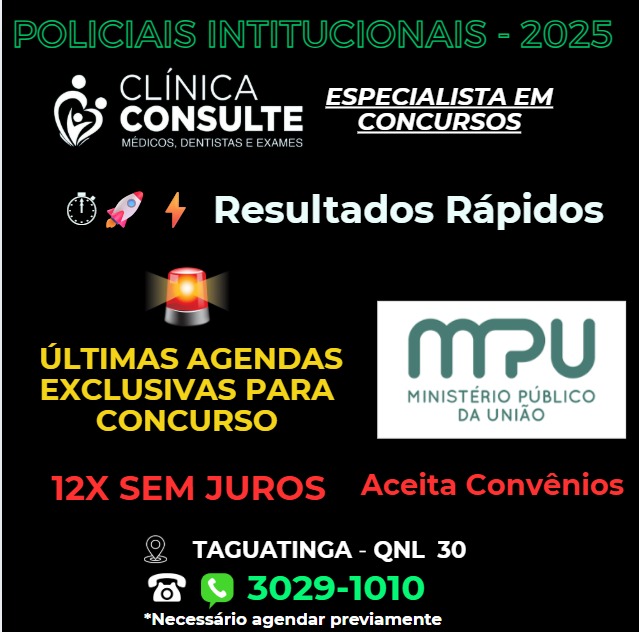 POLICIAIS INTITUCIONAIS - 2025
CLÍNICA
CONSULTE
MÉDICOS, DENTISTAS E EXAMES
ESPECIALISTA EM
CONCURSOS
Resultados Rápidos
ÚLTIMAS AGENDAS
EXCLUSIVAS PARA
CONCURSO
MPU
MINISTÉRIO PÚBLICO
DA UNIÃO
12X SEM JUROS
Aceita Convênios
TAGUATINGA - QNL 30
3029-1010
*Necessário agendar previamente